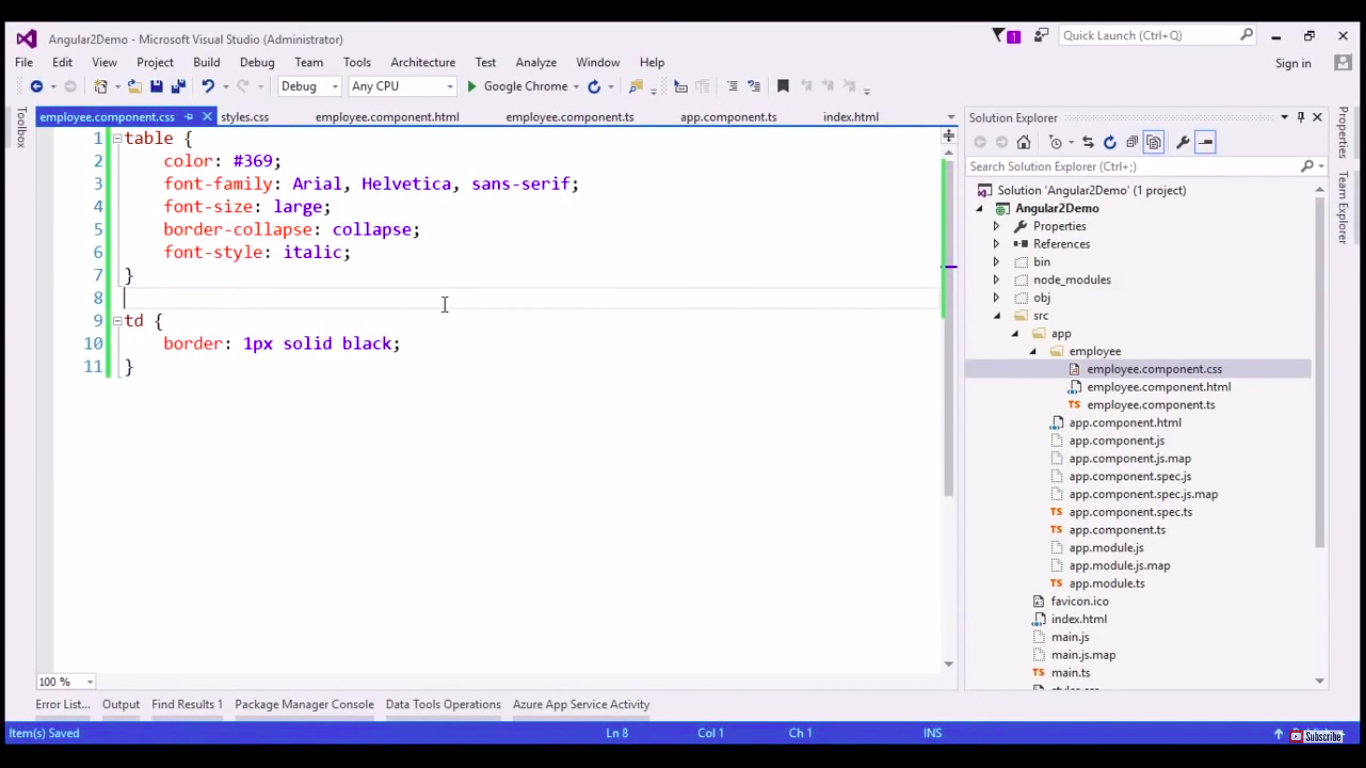 Angular2Demo - Microsoft Visual Studio (Administrator)
1
Quick Launch (Ctrl+Q)
File Edit View Project Build Debug Team Tools Architecture Test Analyze Window Help
Sign in
Debug Any CPU Google Chrome
Toolbox
employee.component.css styles.css employee.component.html employee.component.ts app.component.ts index.html
1 table {
2 color: #369;
3 font-family: Arial, Helvetica, sans-serif;
4 font-size: large;
5 border-collapse: collapse;
6 font-style: italic;
7 }
8
9 td {
10 border: 1px solid black;
11 }
100 %
Solution Explorer
Search Solution Explorer (Ctrl+;)
Solution 'Angular2Demo' (1 project)
Angular2Demo
Properties
References
bin
node_modules
obj
src
app
employee
employee.component.css
employee.component.html
TS employee.component.ts
app.component.html
app.component.js
app.component.js.map
app.component.spec.js
app.component.spec.js.map
TS app.component.spec.ts
TS app.component.ts
app.module.js
app.module.js.map
TS app.module.ts
favicon.ico
index.html
main.js
main.js.map
TS main.ts
Properties
Team Explorer
Error List... Output Find Results 1 Package Manager Console Data Tools Operations Azure App Service Activity
Item(s) Saved Ln 8 Col 1 Ch 1 INS
Subscribe